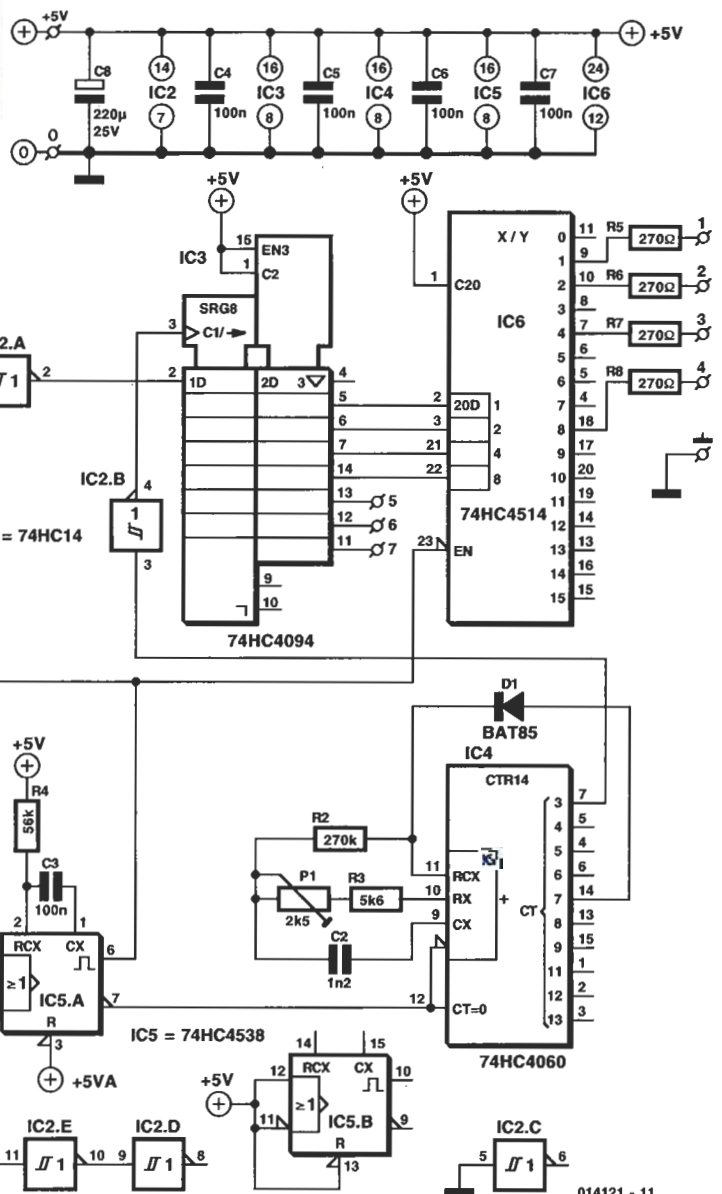 +5V
+5V
C8
220µ
25V
14
IC2
7
C4
100n
16
IC3
8
C5
100n
16
IC4
8
C6
100n
16
IC5
8
C7
100n
24
IC6
12
0
0
+5V
+5V
IC3
15 EN3
1 C2
SRG8
3 C1/
2.A
1
2
2 1D 2D 3
4
5
6
7
14
13 5
12 6
11 7
9
10
74HC4094
IC2.B
4
1
3
= 74HC14
X / Y
IC6
1 C20
2 20D 1
3 2
21 4
22 8
74HC4514
23 EN
0 11
1 9
2 10
3 8
4 7
5 6
6 5
7 4
8 18
9 17
10 20
11 19
12 14
13 13
14 16
15 15
R5
270Ω
1
R6
270Ω
2
R7
270Ω
3
R8
270Ω
4
D1
BAT85
IC4
CTR14
R2
270k
P1
2k5
R3
5k6
C2
1n2
11 RCX
10 RX
9 CX
+
CT
12 CT=0
3 7
4 5
5 4
6 6
7 14
8 13
9 15
11 1
12 2
13 3
74HC4060
+5V
R4
56k
C3
100n
2 1
RCX CX
6
≥1
IC5.A
7
R
3
+5VA
IC5 = 74HC4538
+5V
14 15
12 RCX CX 10
≥1
11 IC5.B 9
R
13
IC2.E
11 1 10
IC2.D
9 1 8
IC2.C
5 1 6
014121 - 11